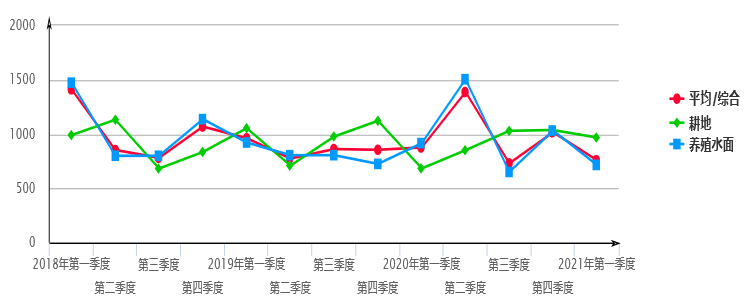 2000
1500
1000
500
0
平均/综合
耕地
养殖水面
2018年第一季度
第二季度
第三季度
第四季度
2019年第一季度
第二季度
第三季度
第四季度
2020年第一季度
第二季度
第三季度
第四季度
2021年第一季度